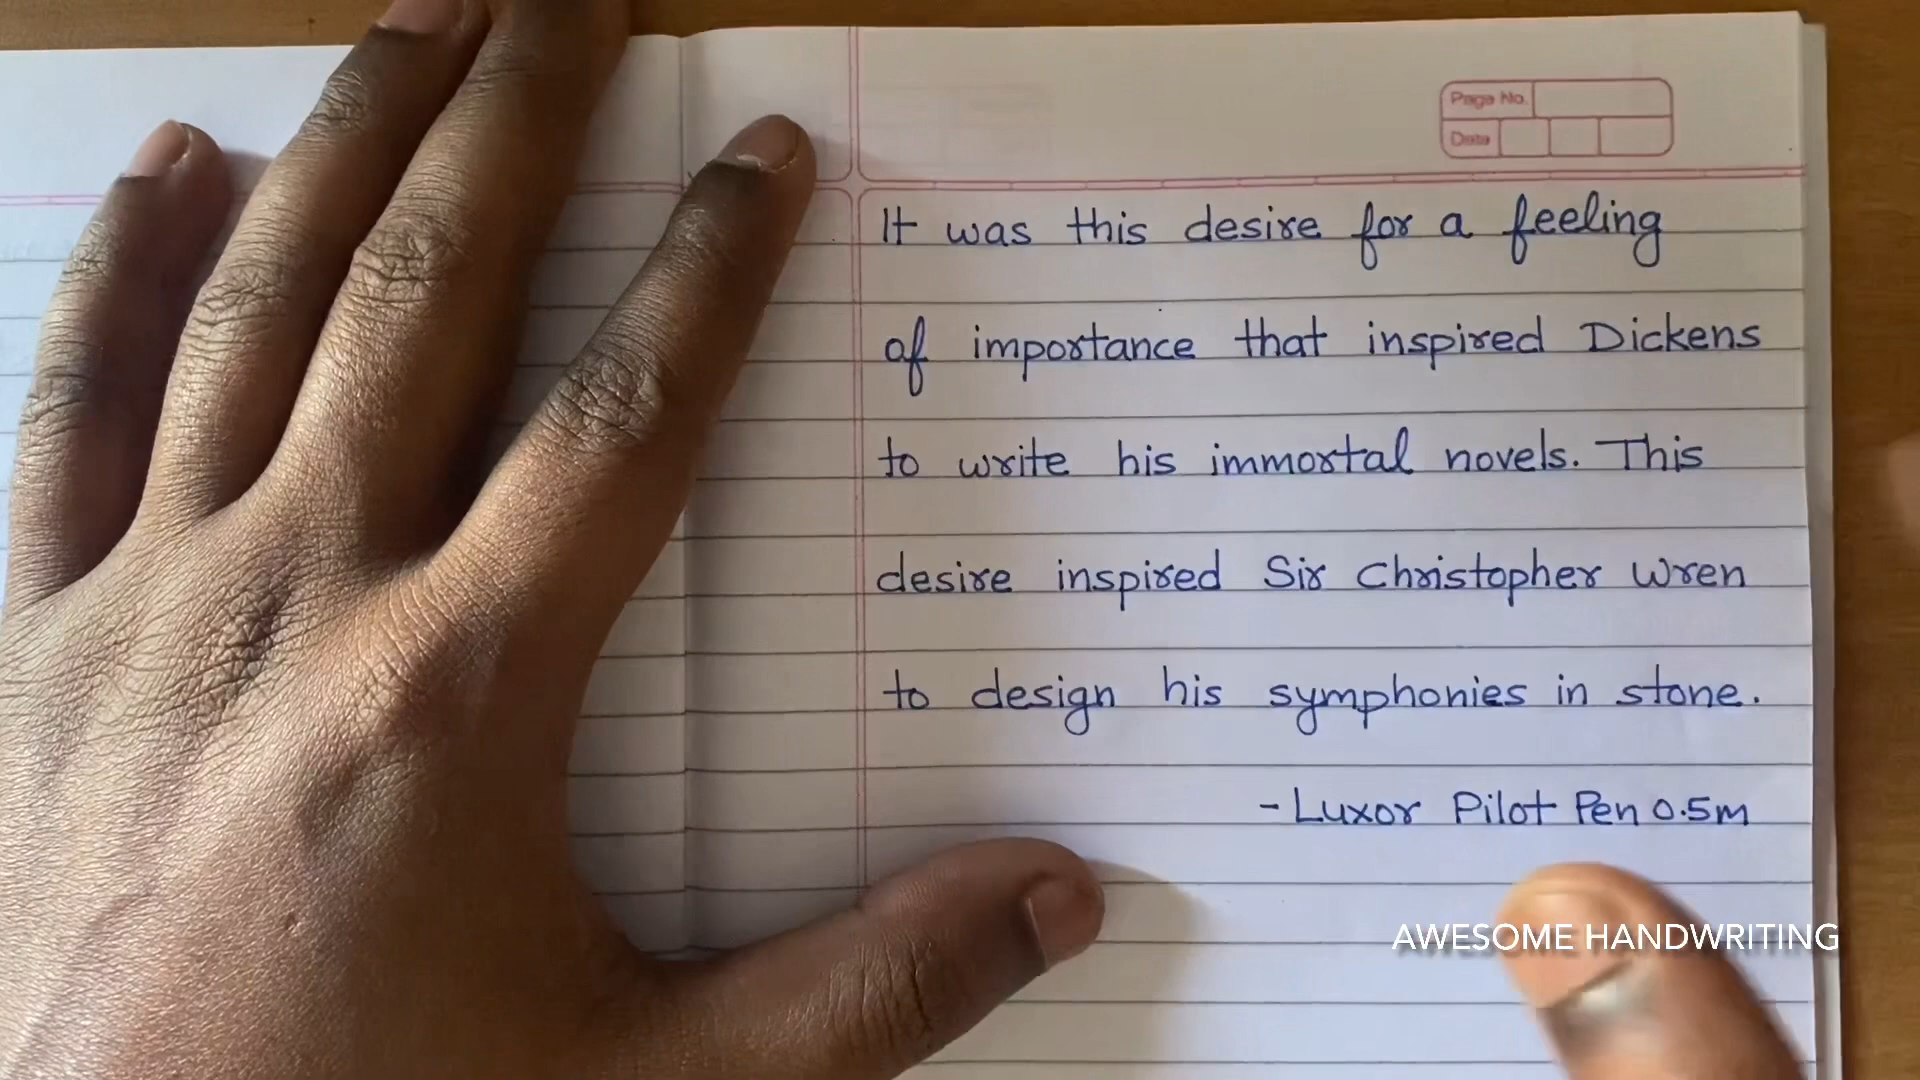 Page No.
Date
It was this desire for a feeling
of importance that inspired Dickens
to write his immortal novels. This
desire inspired Sir Christopher Wren
to design his symphonies in stone.
- Luxor Pilot Pen 0.5m
AWESOME HANDWRITING